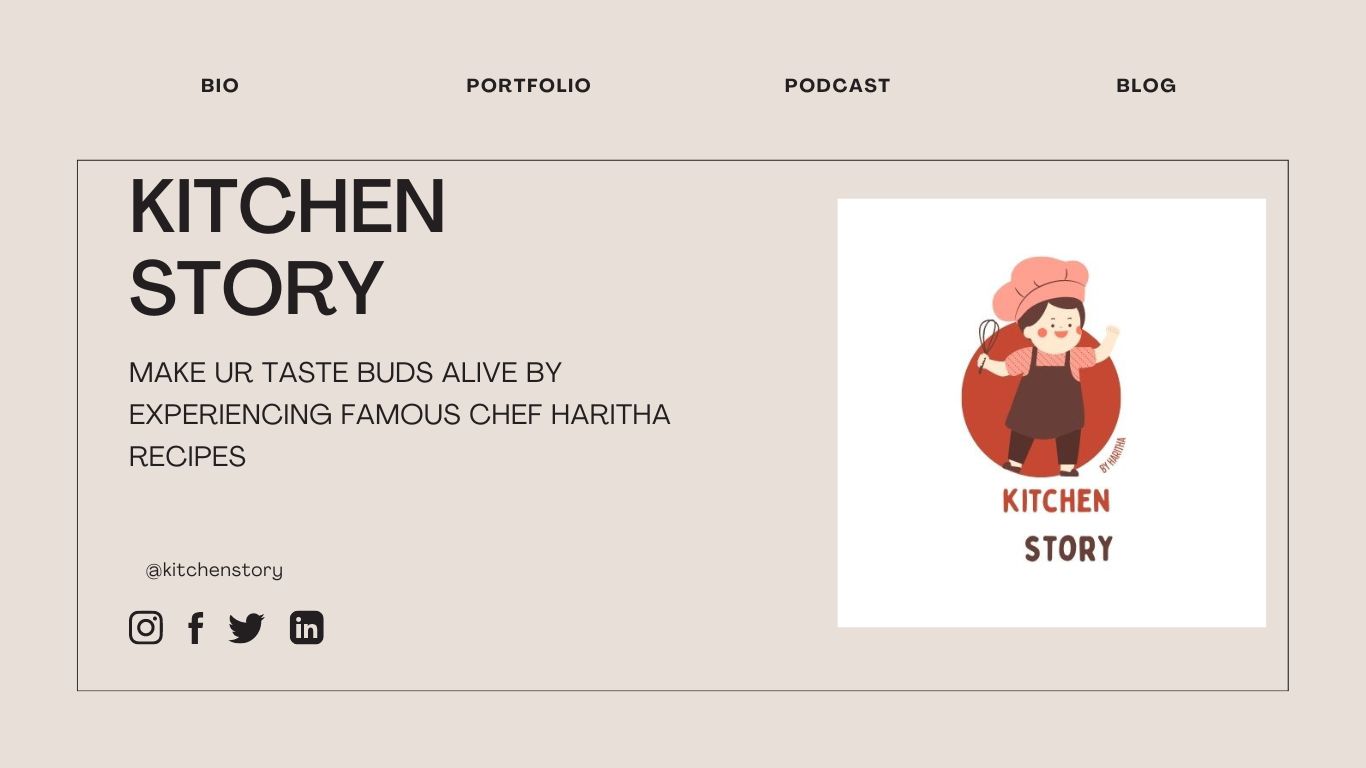 BIO PORTFOLIO PODCAST BLOG
KITCHEN
STORY
MAKE UR TASTE BUDS ALIVE BY
EXPERIENCING FAMOUS CHEF HARITHA
RECIPES
@kitchenstory
BY HARITHA
KITCHEN
STORY